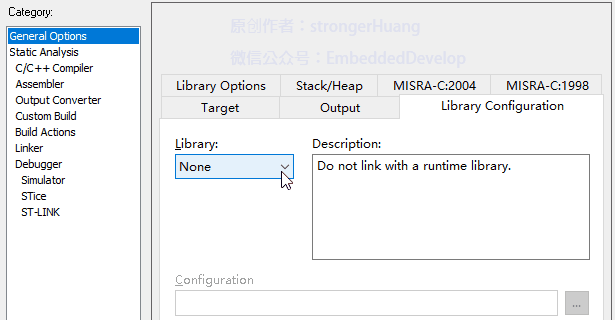 Category:
General Options
Static Analysis
C/C++ Compiler
Assembler
Output Converter
Custom Build
Build Actions
Linker
Debugger
Simulator
STice
ST-LINK
原创作者：strongerHuang
微信公众号：EmbeddedDevelop
Library Options
Stack/Heap
MISRA-C:2004
MISRA-C:1998
Target
Output
Library Configuration
Library:
Description:
None
Do not link with a runtime library.
Configuration
...